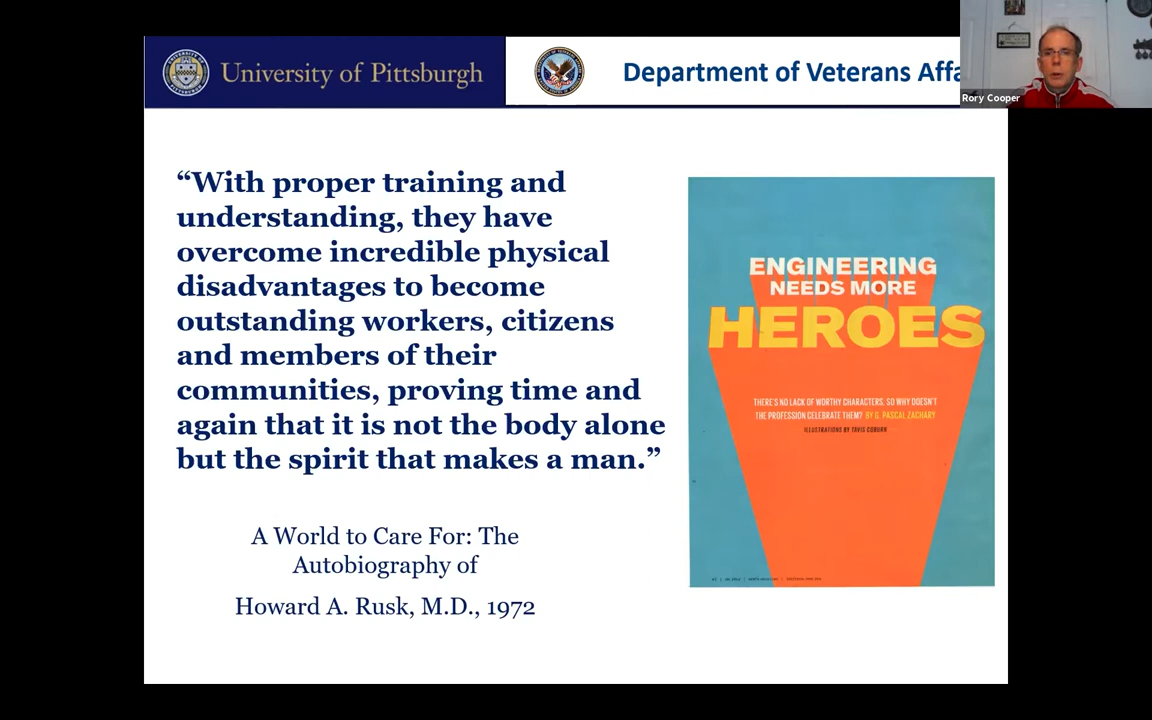 University of Pittsburgh
Department of Veterans Affa
Rory Cooper
“With proper training and
understanding, they have
overcome incredible physical
disadvantages to become
outstanding workers, citizens
and members of their
communities, proving time and
again that it is not the body alone
but the spirit that makes a man.”
A World to Care For: The
Autobiography of
Howard A. Rusk, M.D., 1972
ENGINEERING
NEEDS MORE
HEROES
THERE'S NO LACK OF WORTHY CHARACTERS. SO WHY DOESN'T
THE PROFESSION CELEBRATE THEM? BY G. PASCAL ZACHARY
ILLUSTRATIONS BY TAVIS COBURN